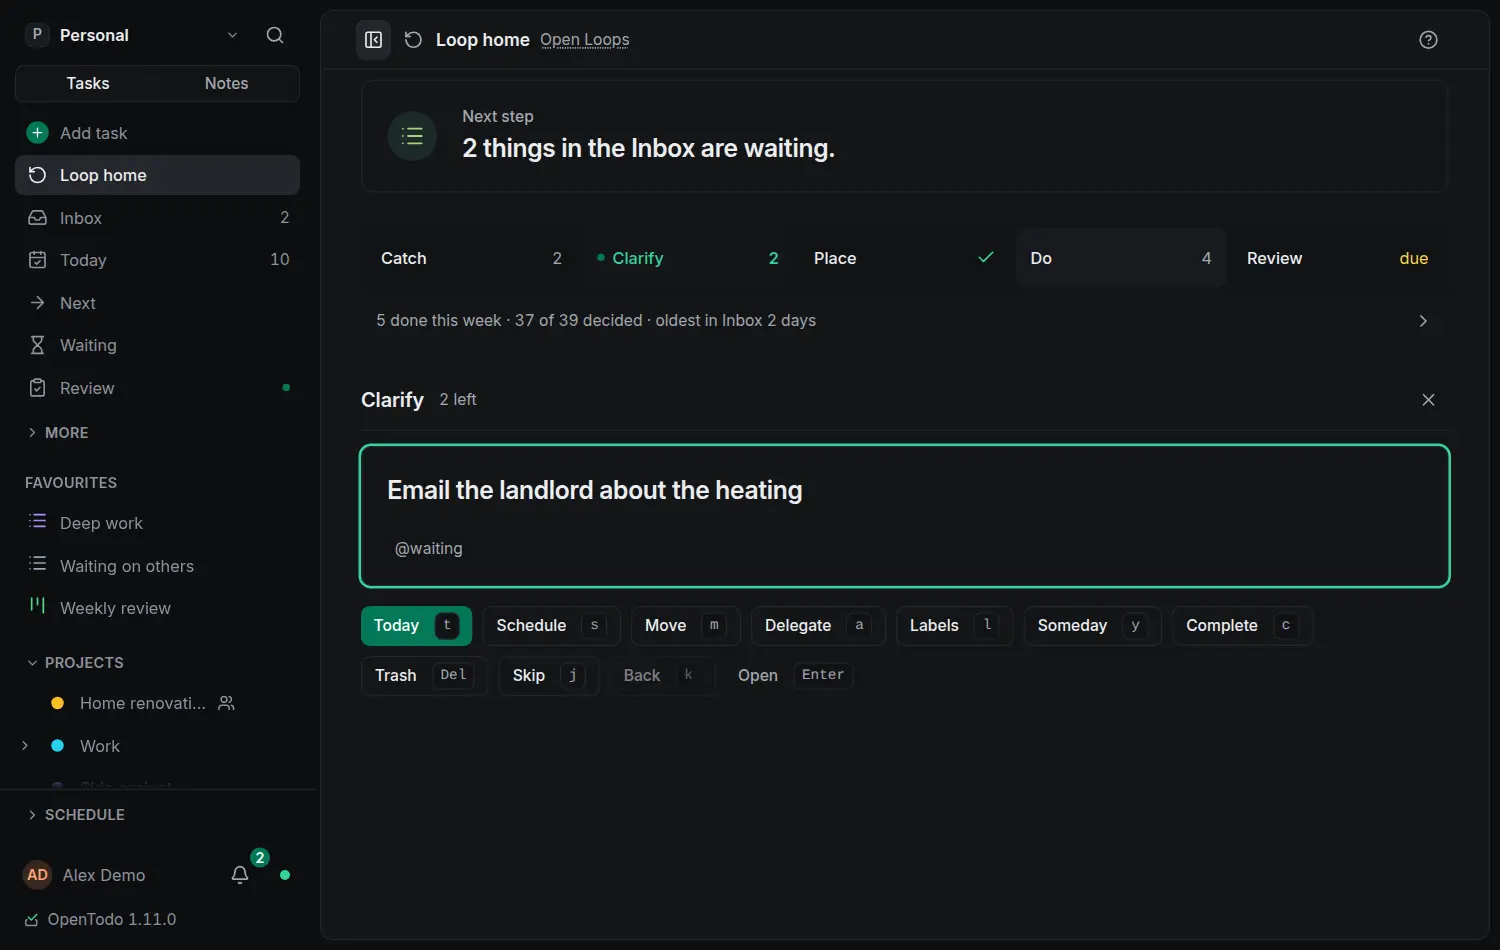 P Personal
Tasks Notes
Add task
Loop home
Inbox 2
Today 10
Next
Waiting
Review
MORE
FAVOURITES
Deep work
Waiting on others
Weekly review
PROJECTS
Home renovati...
Work
SCHEDULE
AD Alex Demo 2
OpenTodo 1.11.0
Loop home Open Loops
Next step
2 things in the Inbox are waiting.
Catch 2 Clarify 2 Place Do 4 Review due
5 done this week · 37 of 39 decided · oldest in Inbox 2 days
Clarify 2 left
Email the landlord about the heating
@waiting
Today t Schedule s Move m Delegate a Labels l Someday y Complete c
Trash Del Skip j Back k Open Enter